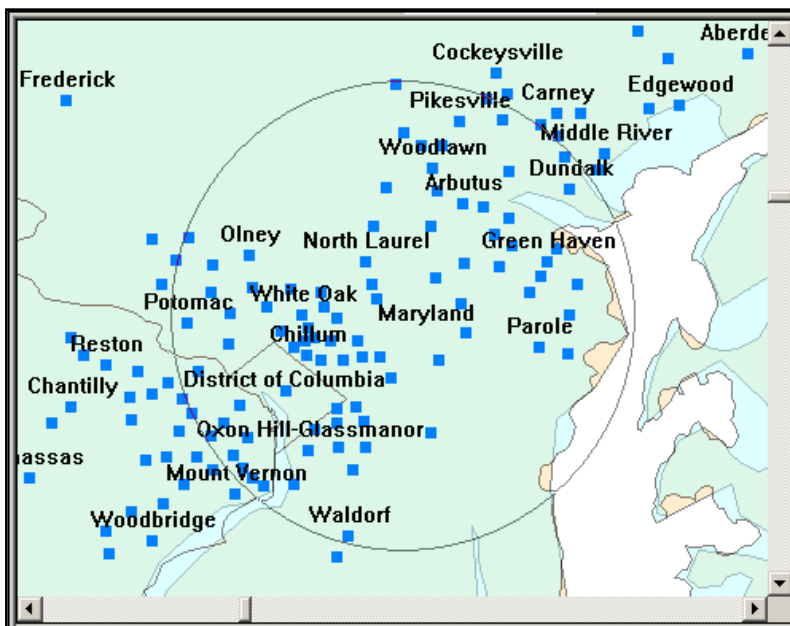 Aberde
Cockeysville
Frederick
Edgewood
Pikesville
Carney
Middle River
Woodlawn
Dundalk
Arbutus
Olney
North Laurel
Green Haven
White Oak
Potomac
Maryland
Chillum
Parole
Reston
District of Columbia
Chantilly
Oxon Hill-Glassmanor
nassas
Mount Vernon
Woodbridge
Waldorf